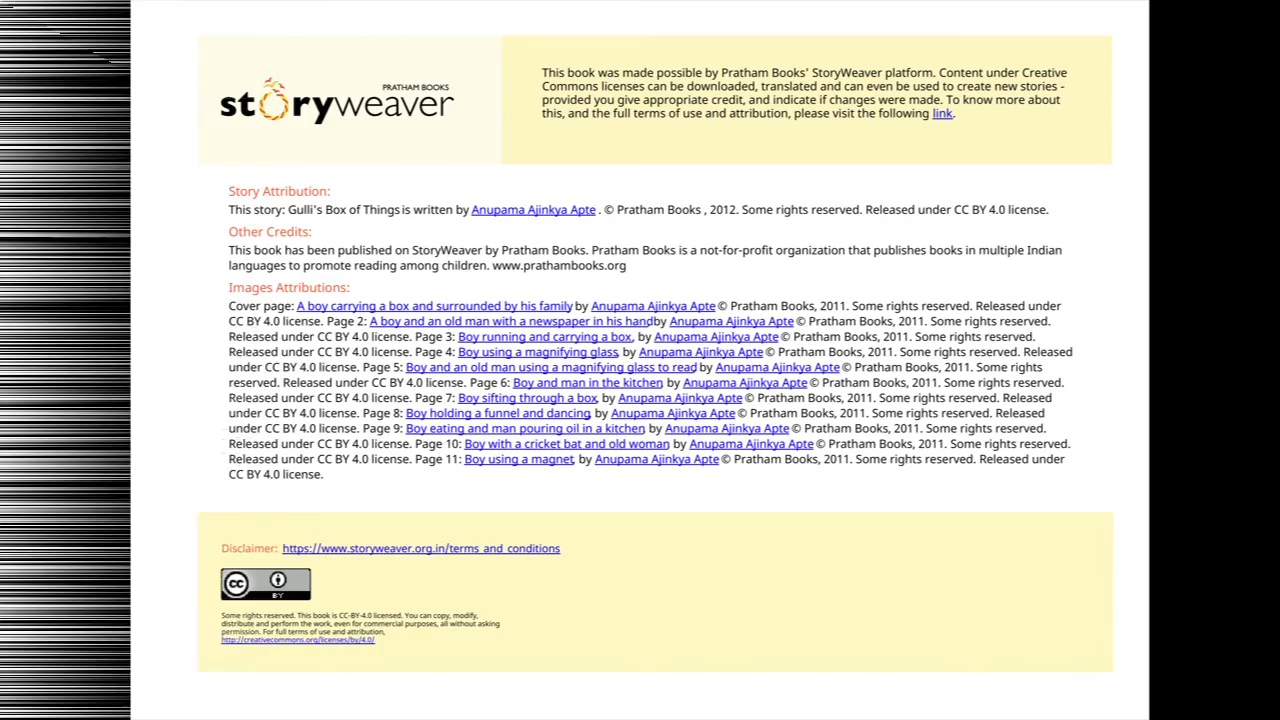 PRATHAM BOOKS
storyweaver
This book was made possible by Pratham Books' StoryWeaver platform. Content under Creative
Commons licenses can be downloaded, translated and can even be used to create new stories -
provided you give appropriate credit, and indicate if changes were made. To know more about
this, and the full terms of use and attribution, please visit the following link.
Story Attribution:
This story: Gulli's Box of Things is written by Anupama Ajinkya Apte . © Pratham Books , 2012. Some rights reserved. Released under CC BY 4.0 license.
Other Credits:
This book has been published on StoryWeaver by Pratham Books. Pratham Books is a not-for-profit organization that publishes books in multiple Indian
languages to promote reading among children. www.prathambooks.org
Images Attributions:
Cover page: A boy carrying a box and surrounded by his family by Anupama Ajinkya Apte © Pratham Books, 2011. Some rights reserved. Released under
CC BY 4.0 license. Page 2: A boy and an old man with a newspaper in his hand by Anupama Ajinkya Apte © Pratham Books, 2011. Some rights reserved.
Released under CC BY 4.0 license. Page 3: Boy running and carrying a box, by Anupama Ajinkya Apte © Pratham Books, 2011. Some rights reserved.
Released under CC BY 4.0 license. Page 4: Boy using a magnifying glass, by Anupama Ajinkya Apte © Pratham Books, 2011. Some rights reserved. Released
under CC BY 4.0 license. Page 5: Boy and an old man using a magnifying glass to read, by Anupama Ajinkya Apte © Pratham Books, 2011. Some rights
reserved. Released under CC BY 4.0 license. Page 6: Boy and man in the kitchen, by Anupama Ajinkya Apte © Pratham Books, 2011. Some rights reserved.
Released under CC BY 4.0 license. Page 7: Boy sifting through a box, by Anupama Ajinkya Apte © Pratham Books, 2011. Some rights reserved. Released
under CC BY 4.0 license. Page 8: Boy holding a funnel and dancing, by Anupama Ajinkya Apte © Pratham Books, 2011. Some rights reserved. Released
under CC BY 4.0 license. Page 9: Boy eating and man pouring oil in a kitchen, by Anupama Ajinkya Apte © Pratham Books, 2011. Some rights reserved.
Released under CC BY 4.0 license. Page 10: Boy with a cricket bat and old woman, by Anupama Ajinkya Apte © Pratham Books, 2011. Some rights reserved.
Released under CC BY 4.0 license. Page 11: Boy using a magnet, by Anupama Ajinkya Apte © Pratham Books, 2011. Some rights reserved. Released under
CC BY 4.0 license.
Disclaimer: https://www.storyweaver.org.in/terms_and_conditions
cc
BY
Some rights reserved. This book is CC-BY-4.0 licensed. You can copy, modify,
distribute and perform the work, even for commercial purposes, all without asking
permission. For full terms of use and attribution,
http://creativecommons.org/licenses/by/4.0/